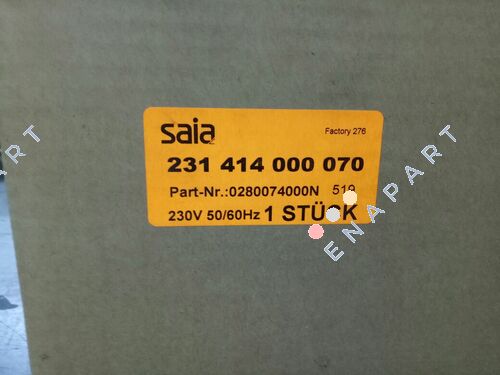 saia
Factory 276
231 414 000 070
Part-Nr.:0280074000N 519
230V 50/60Hz 1 STÜCK
ENAPART
ENAPART